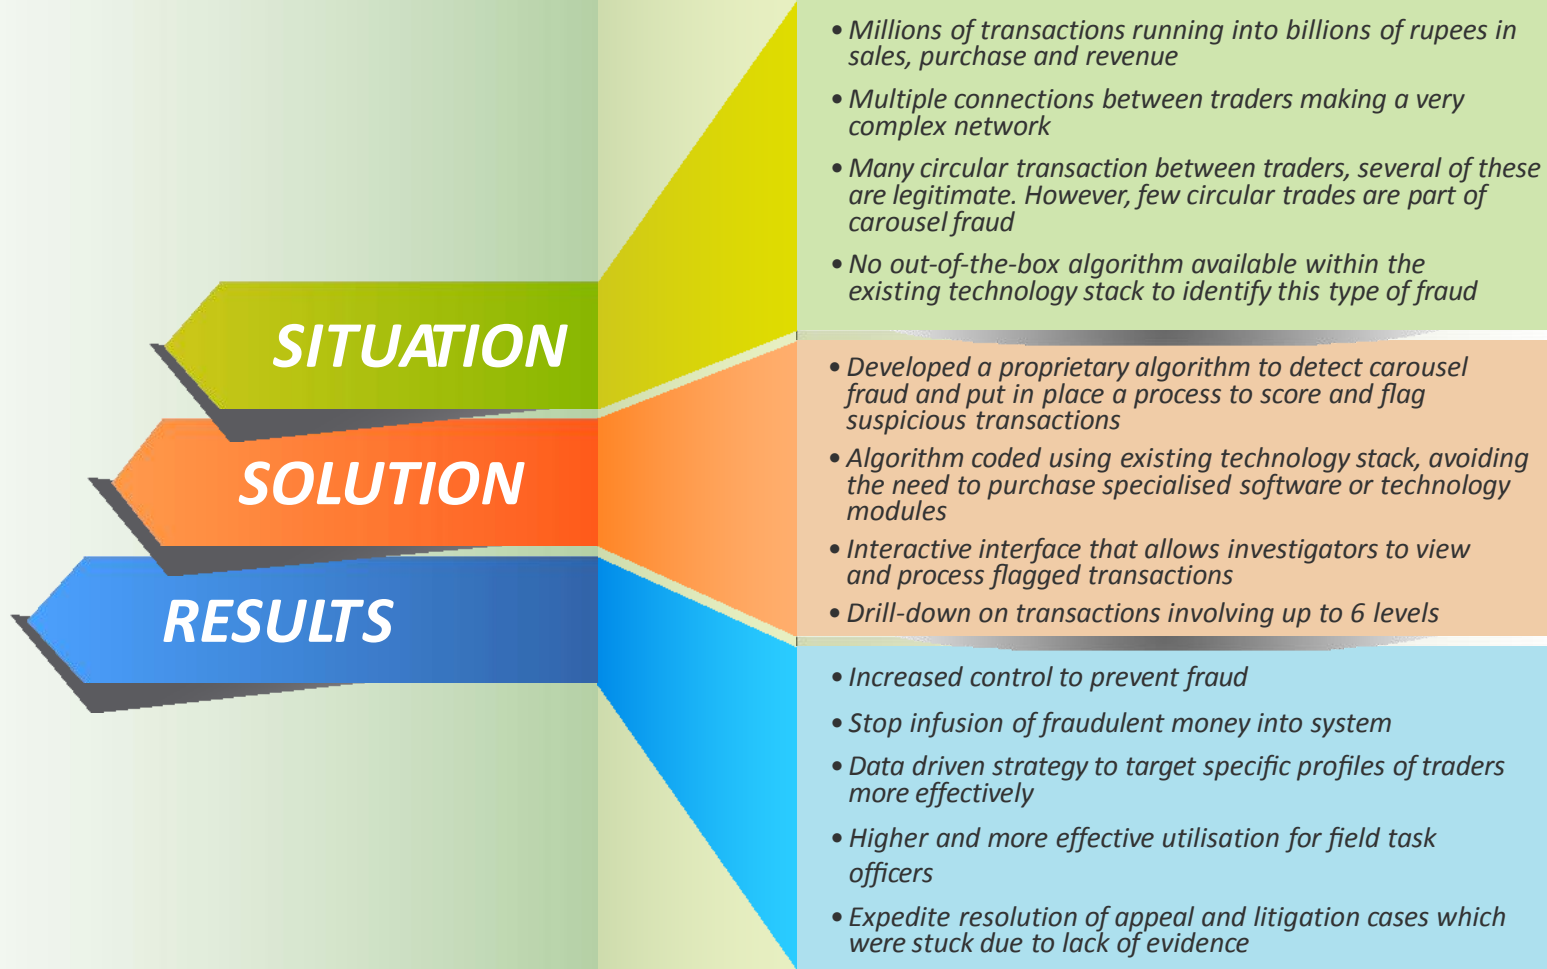 SITUATION
• Millions of transactions running into billions of rupees in
sales, purchase and revenue
• Multiple connections between traders making a very
complex network
• Many circular transaction between traders, several of these
are legitimate. However, few circular trades are part of
carousel fraud
• No out-of-the-box algorithm available within the
existing technology stack to identify this type of fraud
SOLUTION
• Developed a proprietary algorithm to detect carousel
fraud and put in place a process to score and flag
suspicious transactions
• Algorithm coded using existing technology stack, avoiding
the need to purchase specialised software or technology
modules
• Interactive interface that allows investigators to view
and process flagged transactions
• Drill-down on transactions involving up to 6 levels
RESULTS
• Increased control to prevent fraud
• Stop infusion of fraudulent money into system
• Data driven strategy to target specific profiles of traders
more effectively
• Higher and more effective utilisation for field task
officers
• Expedite resolution of appeal and litigation cases which
were stuck due to lack of evidence